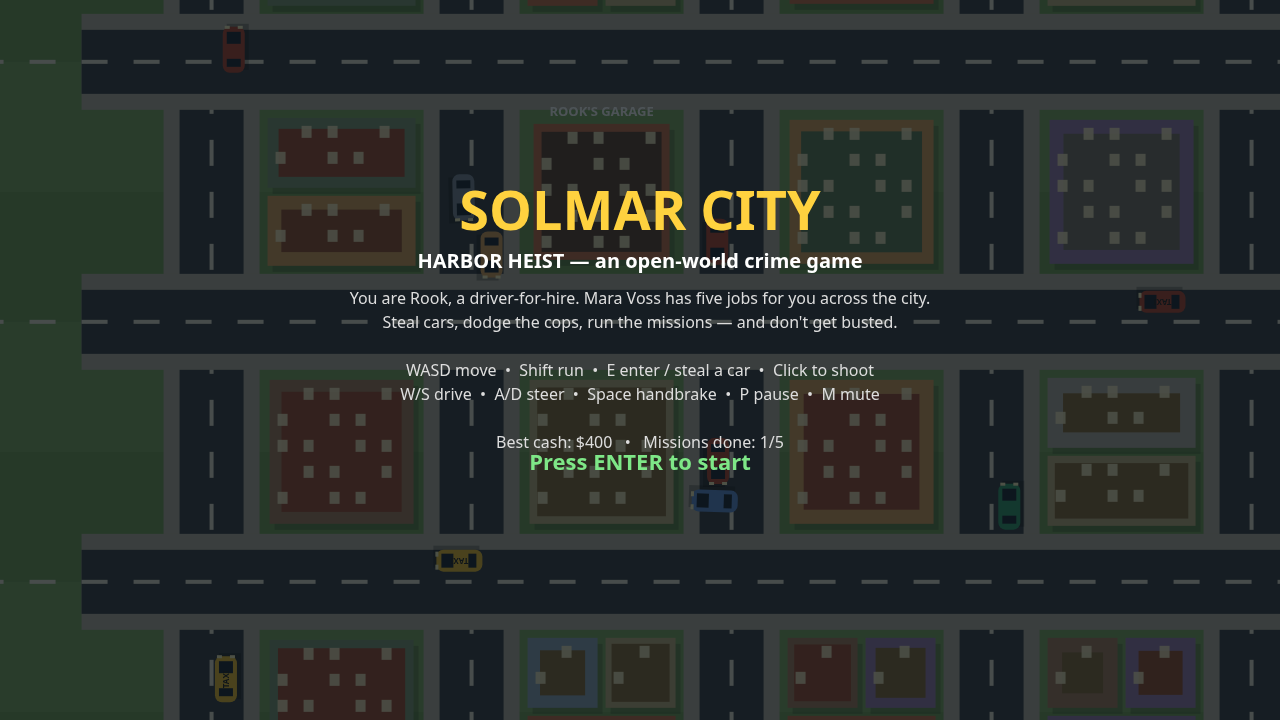 ROOK'S GARAGE
SOLMAR CITY
HARBOR HEIST — an open-world crime game
You are Rook, a driver-for-hire. Mara Voss has five jobs for you across the city.
Steal cars, dodge the cops, run the missions — and don't get busted.
WASD move • Shift run • E enter / steal a car • Click to shoot
W/S drive • A/D steer • Space handbrake • P pause • M mute
Best cash: $400 • Missions done: 1/5
Press ENTER to start
TAXI
TAXI
TAXI